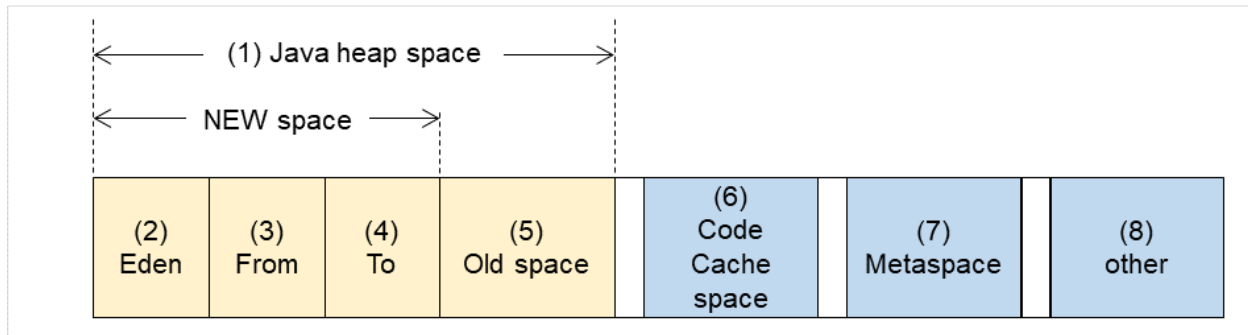 (1) Java heap space
NEW space
(2)
Eden
(3)
From
(4)
To
(5)
Old space
(6)
Code
Cache
space
(7)
Metaspace
(8)
other